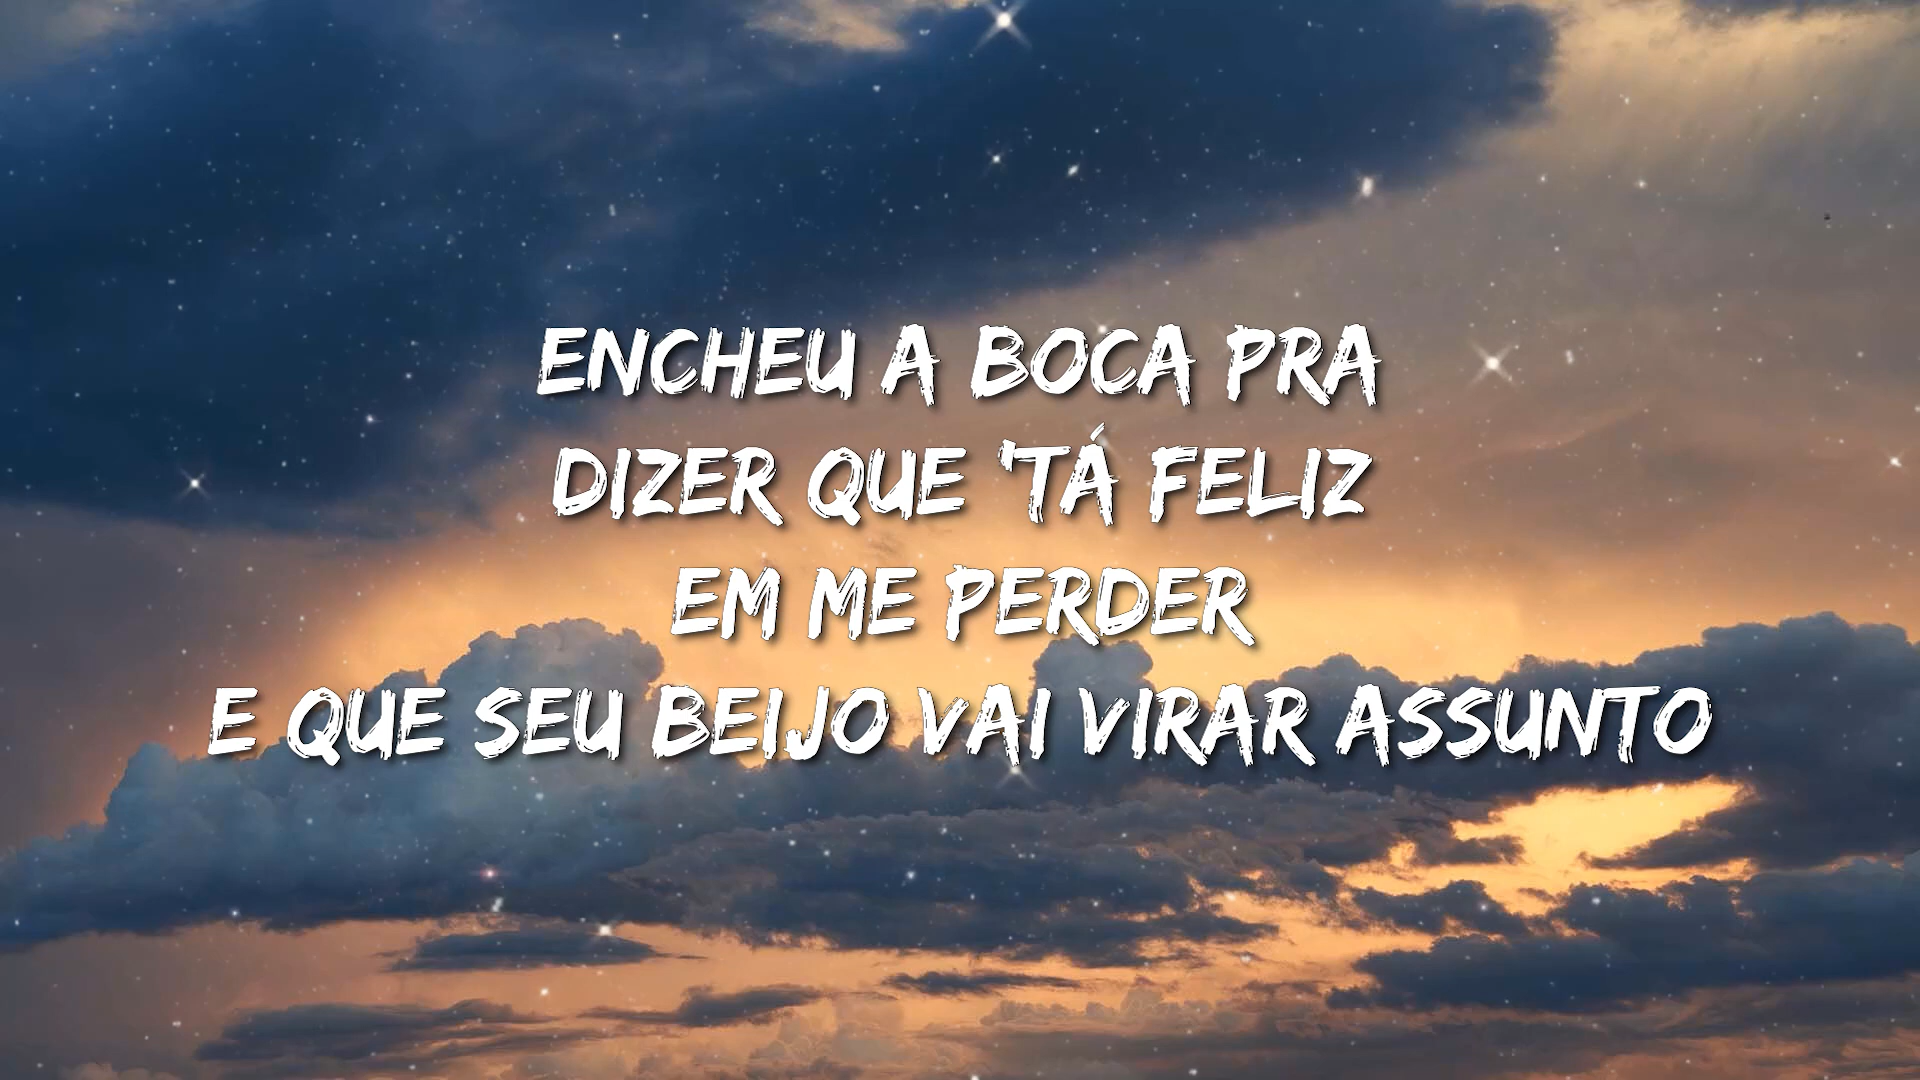 ENCHEU A BOCA PRA
DIZER QUE 'TÁ FELIZ
EM ME PERDER
E QUE SEU BEIJO VAI VIRAR ASSUNTO